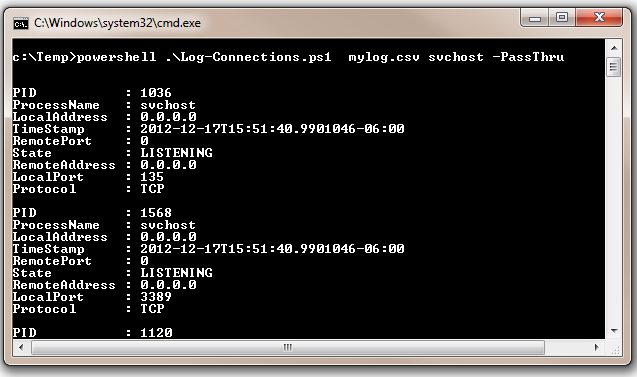 C:\Windows\system32\cmd.exe
c:\Temp>powershell .\Log-Connections.ps1  mylog.csv svchost -PassThru
PID           : 1036
ProcessName   : svchost
LocalAddress  : 0.0.0.0
TimeStamp     : 2012-12-17T15:51:40.9901046-06:00
RemotePort    : 0
State         : LISTENING
RemoteAddress : 0.0.0.0
LocalPort     : 135
Protocol      : TCP
PID           : 1568
ProcessName   : svchost
LocalAddress  : 0.0.0.0
TimeStamp     : 2012-12-17T15:51:40.9901046-06:00
RemotePort    : 0
State         : LISTENING
RemoteAddress : 0.0.0.0
LocalPort     : 3389
Protocol      : TCP
PID           : 1120